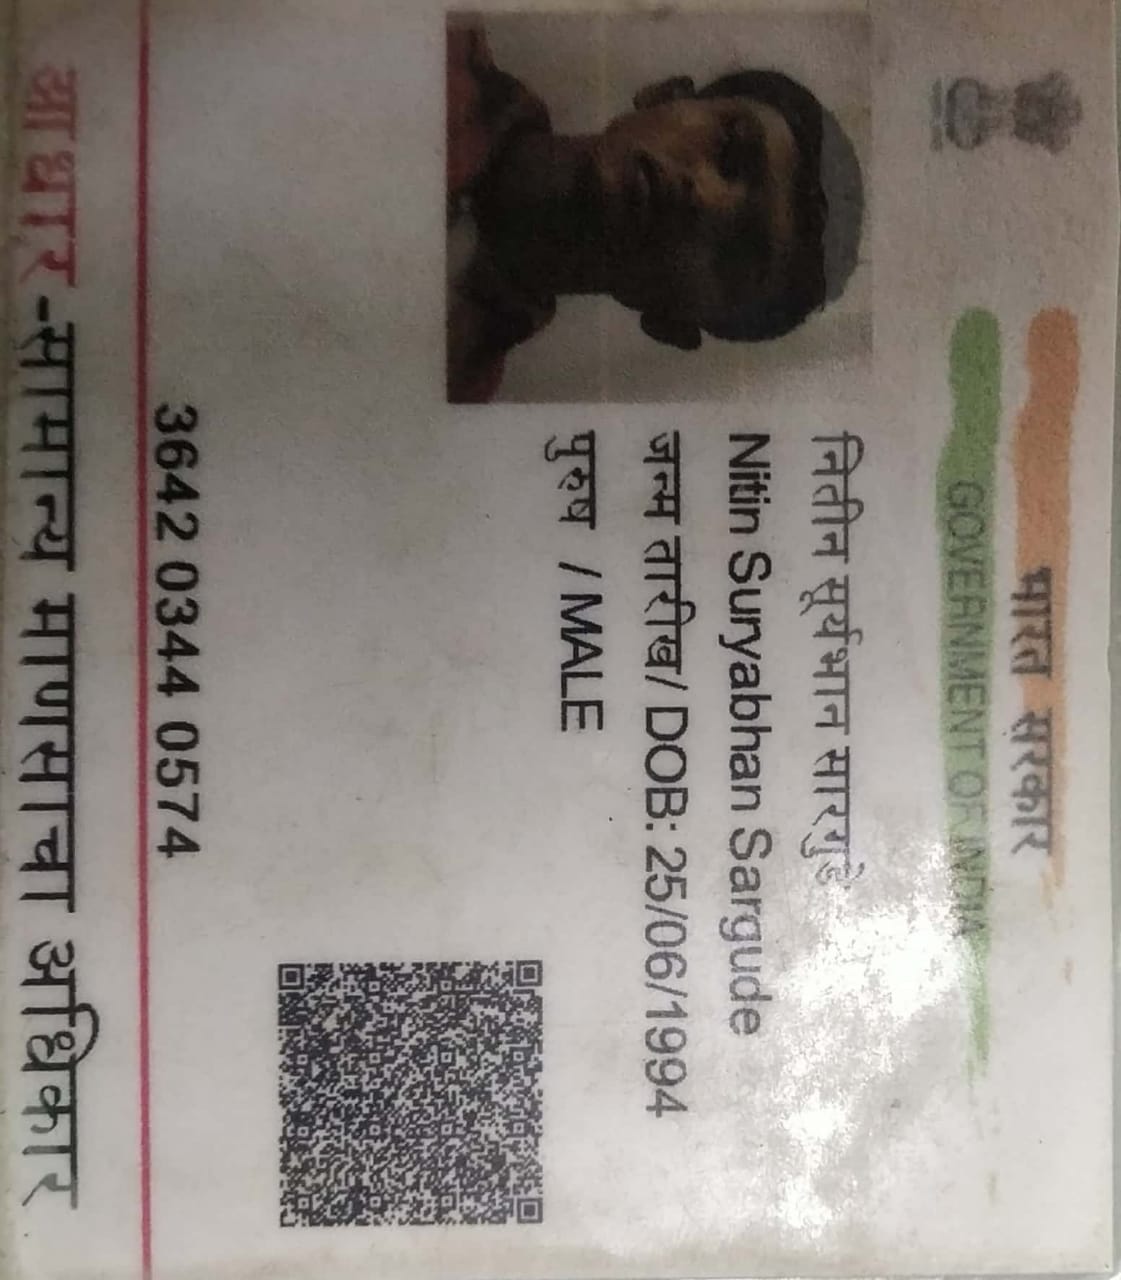 भारत सरकार
GOVERNMENT OF INDIA
नितीन सूर्यभान सारगुडे
Nitin Suryabhan Sargude
जन्म तारीख/ DOB: 25/06/1994
पुरुष / MALE
3642 0344 0574
आधार-सामान्य माणसाचा अधिकार